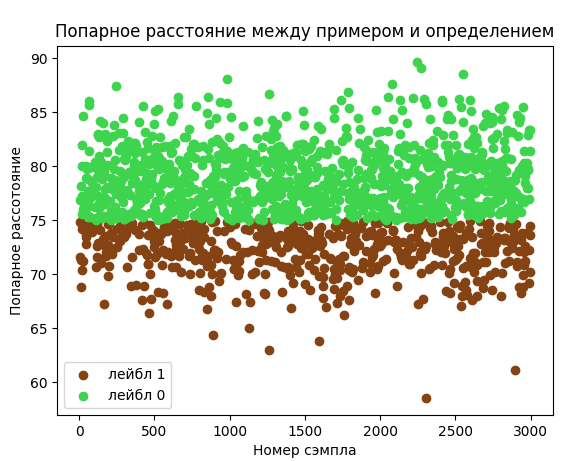 Попарное расстояние между примером и определением
Попарное рассотояние
90
85
80
75
70
65
60
лейбл 1
лейбл 0
0
500
1000
1500
2000
2500
3000
Номер сэмпла